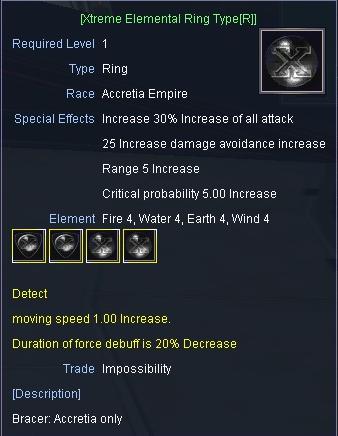 [Xtreme Elemental Ring Type[R]]
Required Level 1
Type Ring
Race Accretia Empire
Special Effects Increase 30% Increase of all attack
25 Increase damage avoidance increase
Range 5 Increase
Critical probability 5.00 Increase
Element Fire 4, Water 4, Earth 4, Wind 4
Detect
moving speed 1.00 Increase.
Duration of force debuff is 20% Decrease
Trade Impossibility
[Description]
Bracer: Accretia only